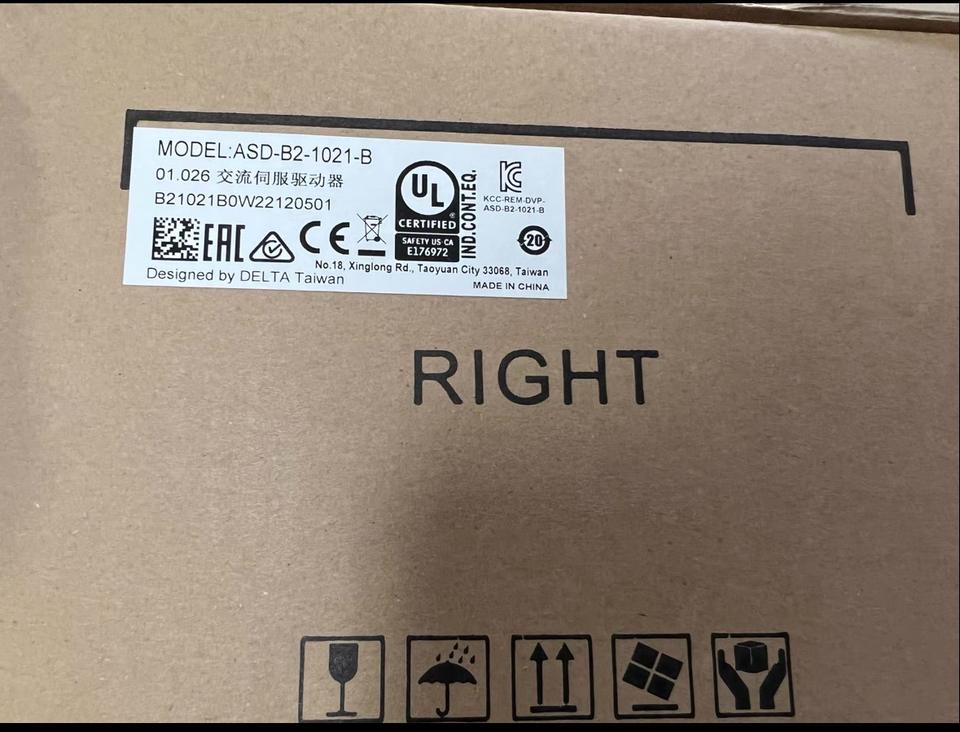 MODEL:ASD-B2-1021-B
01.026 交流伺服驱动器
B21021B0W22120501
EAC
CE
UL
®
CERTIFIED
SAFETY US CA
E176972
IND.CONT.EQ.
KC
KCC-REM-DVP-
ASD-B2-1021-B
20
No.18, Xinglong Rd., Taoyuan City 33068, Taiwan
Designed by DELTA Taiwan
MADE IN CHINA
RIGHT